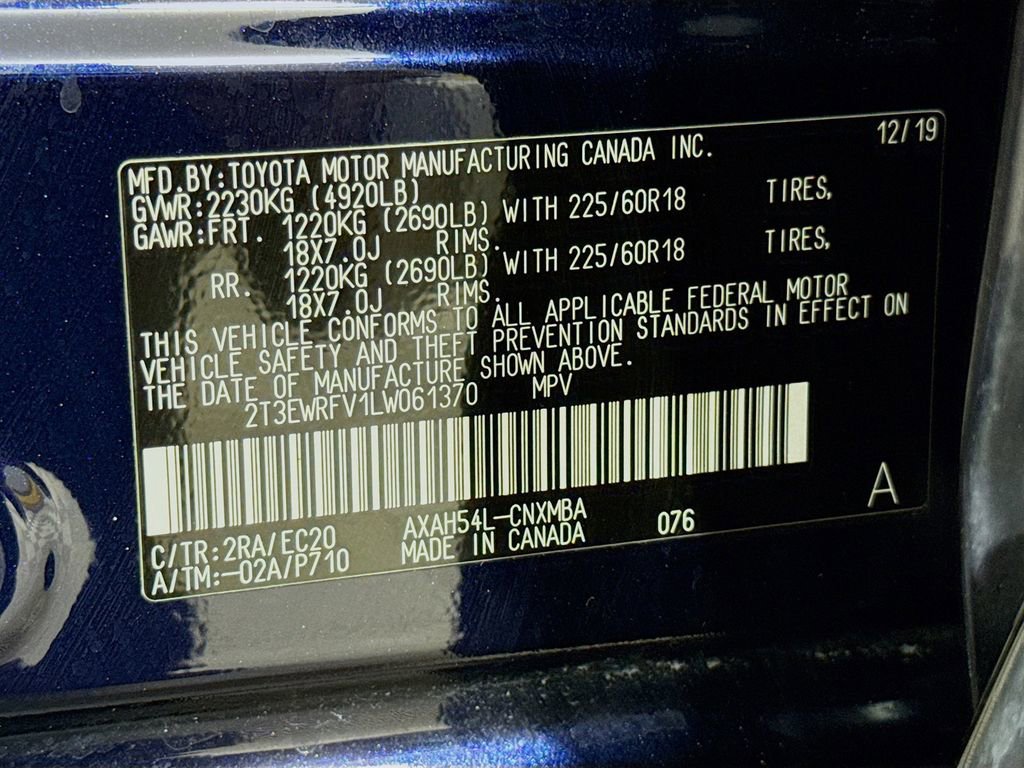 12/19
MFD.BY:TOYOTA MOTOR MANUFACTURING CANADA INC.
GVWR:2230KG (4920LB)
GAWR:FRT. 1220KG (2690LB) WITH 225/60R18 TIRES,
18X7.0J RIMS.
RR. 1220KG (2690LB) WITH 225/60R18 TIRES,
18X7.0J RIMS.
THIS VEHICLE CONFORMS TO ALL APPLICABLE FEDERAL MOTOR
VEHICLE SAFETY AND THEFT PREVENTION STANDARDS IN EFFECT ON
THE DATE OF MANUFACTURE SHOWN ABOVE.
2T3EWRFV1LW061370 MPV
C/TR:2RA/EC20 AXAH54L-CNXMBA 076 A
A/TM:-02A/P710 MADE IN CANADA